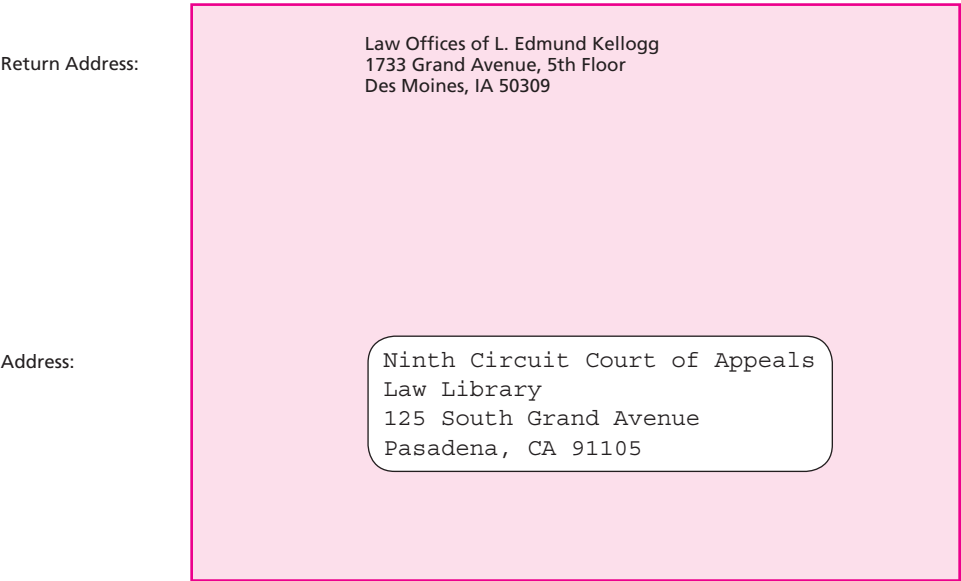 Return Address:
Law Offices of L. Edmund Kellogg
1733 Grand Avenue, 5th Floor
Des Moines, IA 50309
Address:
Ninth Circuit Court of Appeals
Law Library
125 South Grand Avenue
Pasadena, CA 91105